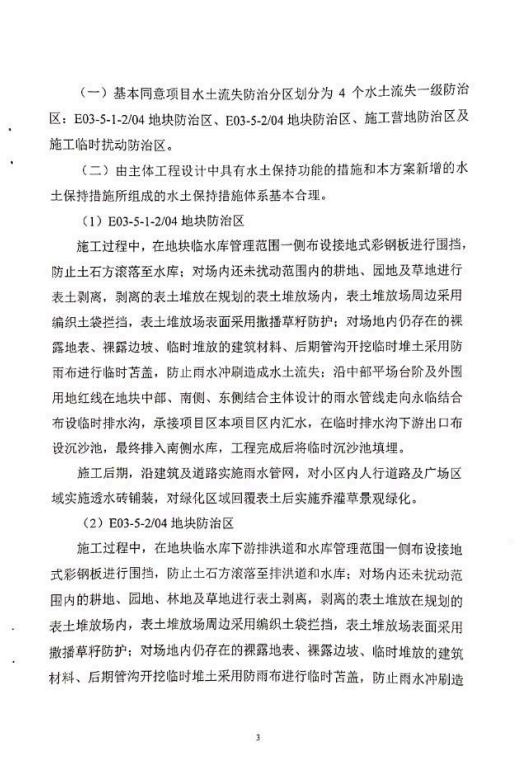 （一）基本同意项目水土流失防治分区划分为 4 个水土流失一级防治
区：E03-5-1-2/04 地块防治区、E03-5-2/04 地块防治区、施工营地防治区及
施工临时扰动防治区。
（二）由主体工程设计中具有水土保持功能的措施和本方案新增的水
土保持措施所组成的水土保持措施体系基本合理。
（1）E03-5-1-2/04 地块防治区
施工过程中，在地块临水库管理范围一侧布设接地式彩钢板进行围挡，
防止土石方滚落至水库；对场内还未扰动范围内的耕地、园地及草地进行
表土剥离，剥离的表土堆放在规划的表土堆放场内，表土堆放场周边采用
编织土袋拦挡，表土堆放场表面采用撒播草籽防护；对场地内仍存在的裸
露地表、裸露边坡、临时堆放的建筑材料、后期管沟开挖临时堆土采用防
雨布进行临时苫盖，防止雨水冲刷造成水土流失；沿中部平场台阶及外围
用地红线在地块中部、南侧、东侧结合主体设计的雨水管线走向永临结合
布设临时排水沟，承接项目区本项目区内汇水，在临时排水沟下游出口布
设沉沙池，最终排入南侧水库，工程完成后将临时沉沙池填埋。
施工后期，沿建筑及道路实施雨水管网，对小区内人行道路及广场区
域实施透水砖铺装，对绿化区域回覆表土后实施乔灌草景观绿化。
（2）E03-5-2/04 地块防治区
施工过程中，在地块临水库下游排洪道和水库管理范围一侧布设接地
式彩钢板进行围挡，防止土石方滚落至排洪道和水库；对场内还未扰动范
围内的耕地、园地、林地及草地进行表土剥离，剥离的表土堆放在规划的
表土堆放场内，表土堆放场周边采用编织土袋拦挡，表土堆放场表面采用
撒播草籽防护；对场地内仍存在的裸露地表、裸露边坡、临时堆放的建筑
材料、后期管沟开挖临时堆土采用防雨布进行临时苫盖，防止雨水冲刷造
3